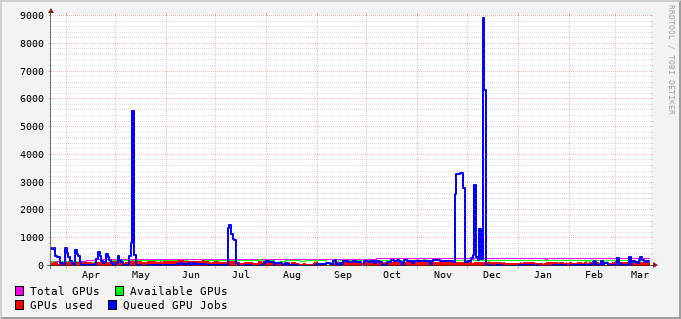 9000
8000
7000
6000
5000
4000
3000
2000
1000
0
Apr May Jun Jul Aug Sep Oct Nov Dec Jan Feb Mar
Total GPUs Available GPUs
GPUs used Queued GPU Jobs
RRDTOOL / TOBI OETIKER